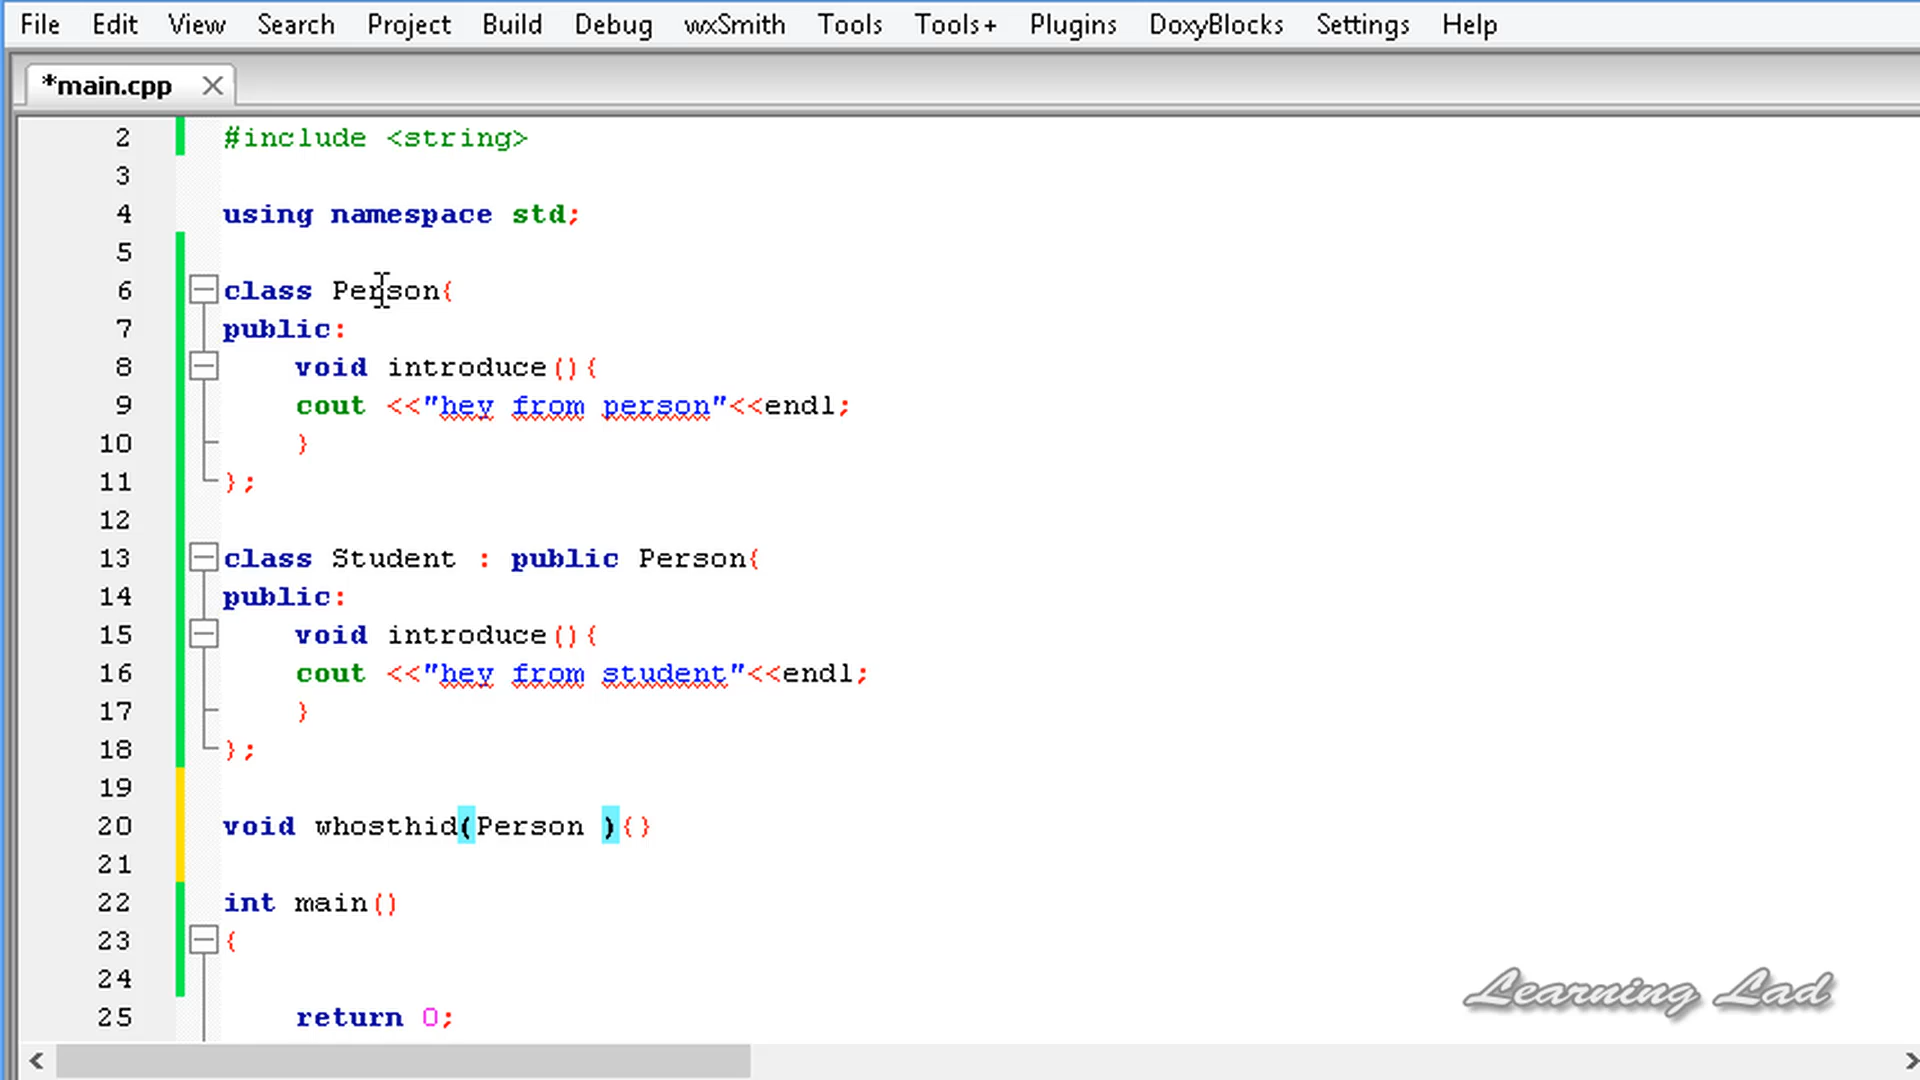 File Edit View Search Project Build Debug wxSmith Tools Tools+ Plugins DoxyBlocks Settings Help
*main.cpp
2 #include <string>
3
4 using namespace std;
5
6 class Person{
7 public:
8 void introduce(){
9 cout <<"hey from person"<<endl;
10 }
11 };
12
13 class Student : public Person{
14 public:
15 void introduce(){
16 cout <<"hey from student"<<endl;
17 }
18 };
19
20 void whosthid(Person ){}
21
22 int main()
23 {
24
25 return 0;
Learning Lad